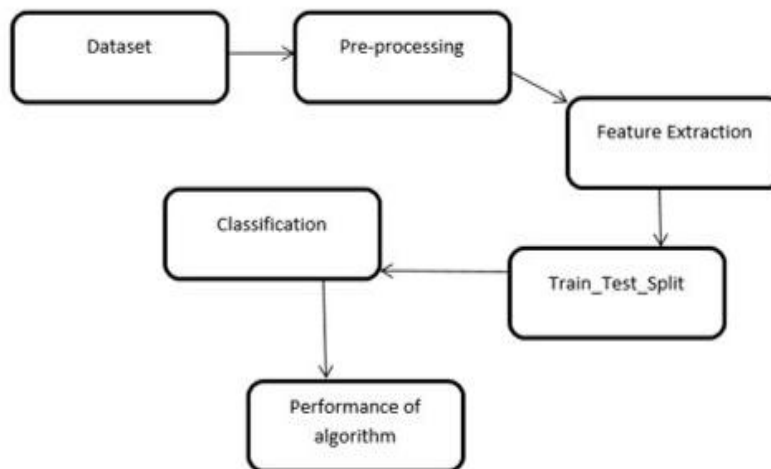 Dataset
Pre-processing
Feature Extraction
Train_Test_Split
Classification
Performance of
algorithm